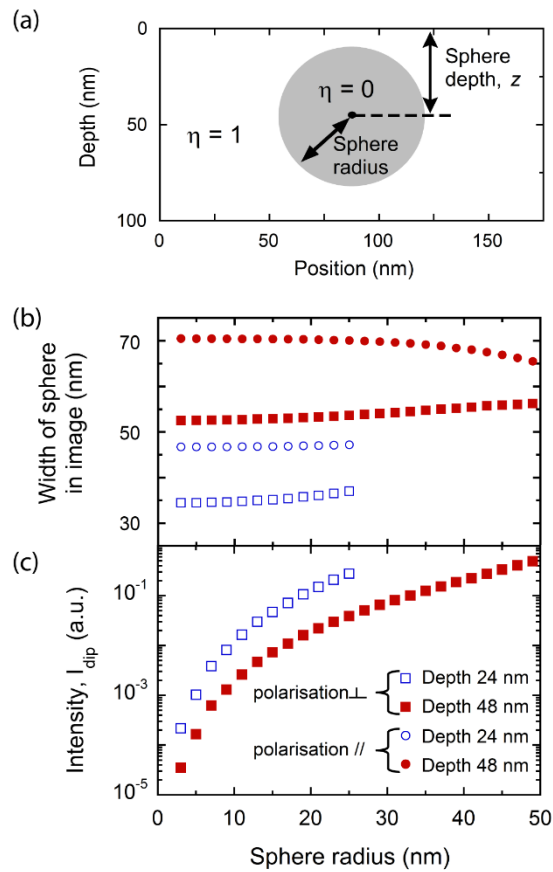 (a)
0
50
100
Depth (nm)
η = 1
η = 0
Sphere
radius
Sphere
depth, z
0
50
100
150
Position (nm)
(b)
70
50
30
Width of sphere
in image (nm)
(c)
10⁻¹
10⁻³
10⁻⁵
Intensity, I_dip (a.u.)
polarisation⊥
Depth 24 nm
Depth 48 nm
polarisation //
Depth 24 nm
Depth 48 nm
0
10
20
30
40
50
Sphere radius (nm)